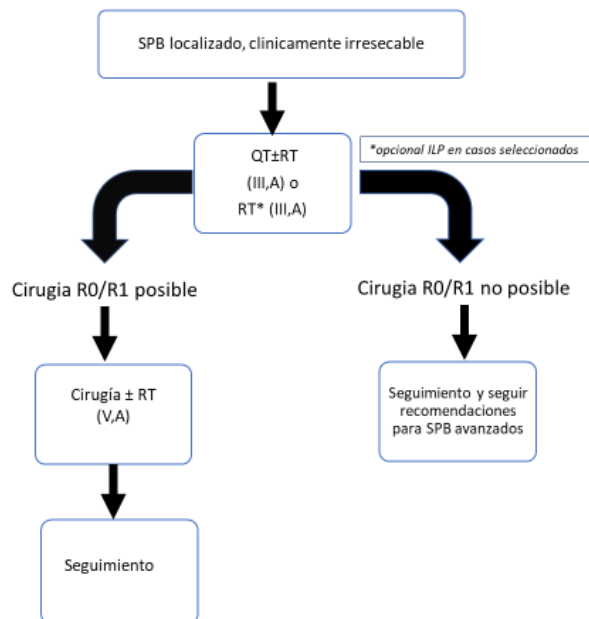 SPB localizado, clinicamente irresecable
QT±RT
(III,A) o
RT* (III,A)
*opcional ILP en casos seleccionados
Cirugia R0/R1 posible
Cirugia R0/R1 no posible
Cirugía ± RT
(V,A)
Seguimiento y seguir
recomendaciones
para SPB avanzados
Seguimiento